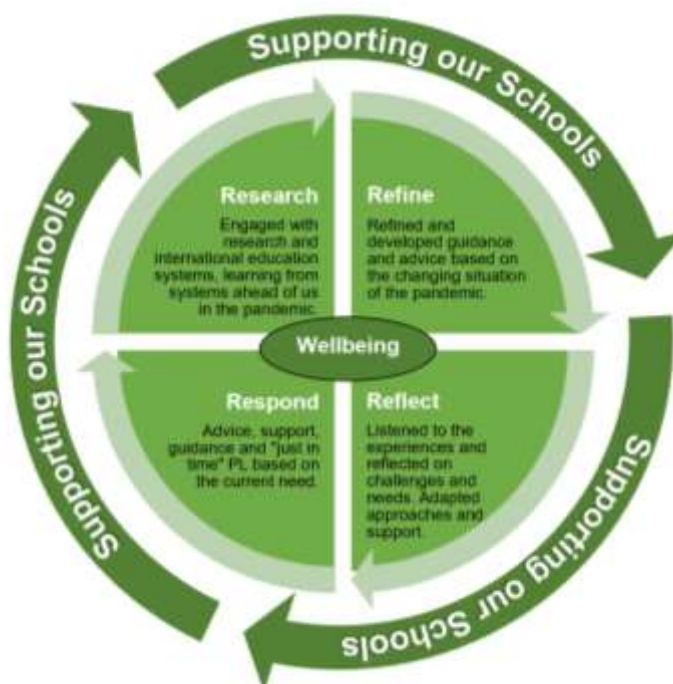 Supporting our Schools
Research
Engaged with
research and
international education
systems, learning from
systems ahead of us
in the pandemic.
Refine
Refined and
developed guidance
and advice based on
the changing situation
of the pandemic.
Wellbeing
Respond
Advice, support,
guidance and "just in
time" PL based on
the current need.
Reflect
Listened to the
experiences and
reflected on
challenges and
needs. Adapted
approaches and
support.
Supporting our Schools
Supporting our Schools